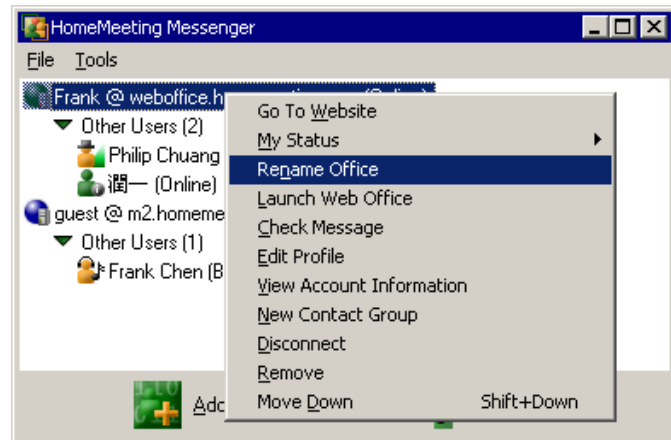 HomeMeeting Messenger
File Tools
Frank @ weboffice.h
Other Users (2)
Philip Chuang
潤一 (Online)
guest @ m2.homeme
Other Users (1)
Frank Chen (B
Go To Website
My Status
Rename Office
Launch Web Office
Check Message
Edit Profile
View Account Information
New Contact Group
Disconnect
Remove
Move Down Shift+Down
Add